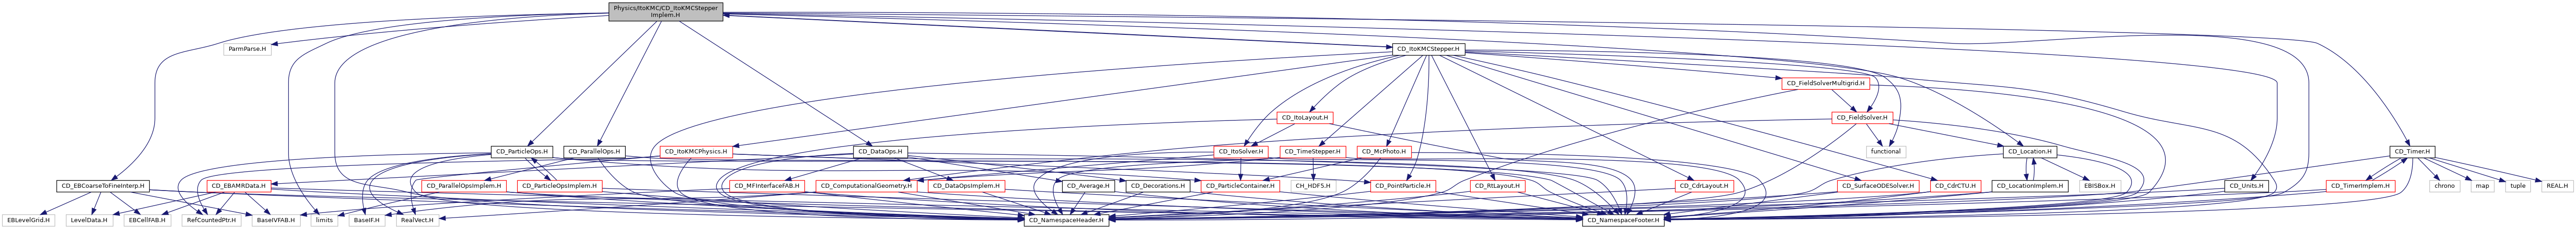 Physics/ItoKMC/CD_ItoKMCStepper
Implem.H
ParmParse.H
CD_ItoKMCStepper.H
CD_FieldSolverMultigrid.H
CD_ItoLayout.H
CD_FieldSolver.H
CD_ParticleOps.H
CD_ParallelOps.H
CD_ItoKMCPhysics.H
CD_DataOps.H
CD_ItoSolver.H
CD_TimeStepper.H
CD_McPhoto.H
functional
CD_Location.H
CD_Timer.H
CD_EBCoarseToFineInterp.H
CD_EBAMRData.H
CD_ParallelOpsImplem.H
CD_ParticleOpsImplem.H
CD_MFInterfaceFAB.H
CD_ComputationalGeometry.H
CD_DataOpsImplem.H
CD_Average.H
CD_Decorations.H
CD_ParticleContainer.H
CH_HDF5.H
CD_PointParticle.H
CD_RtLayout.H
CD_CdrLayout.H
CD_SurfaceODESolver.H
CD_CdrCTU.H
CD_LocationImplem.H
EBISBox.H
CD_Units.H
CD_TimerImplem.H
chrono
map
tuple
REAL.H
EBLevelGrid.H
LevelData.H
EBCellFAB.H
RefCountedPtr.H
BaseIVFAB.H
limits
BaseIF.H
RealVect.H
CD_NamespaceHeader.H
CD_NamespaceFooter.H